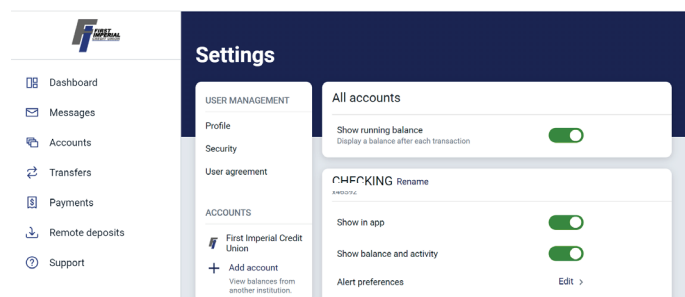 FIRST
IMPERIAL
CREDIT UNION
Settings
Dashboard
Messages
Accounts
Transfers
Payments
Remote deposits
Support
USER MANAGEMENT
Profile
Security
User agreement
ACCOUNTS
First Imperial Credit
Union
Add account
View balances from
another institution.
All accounts
Show running balance
Display a balance after each transaction
CHECKING Rename
Show in app
Show balance and activity
Alert preferences
Edit >